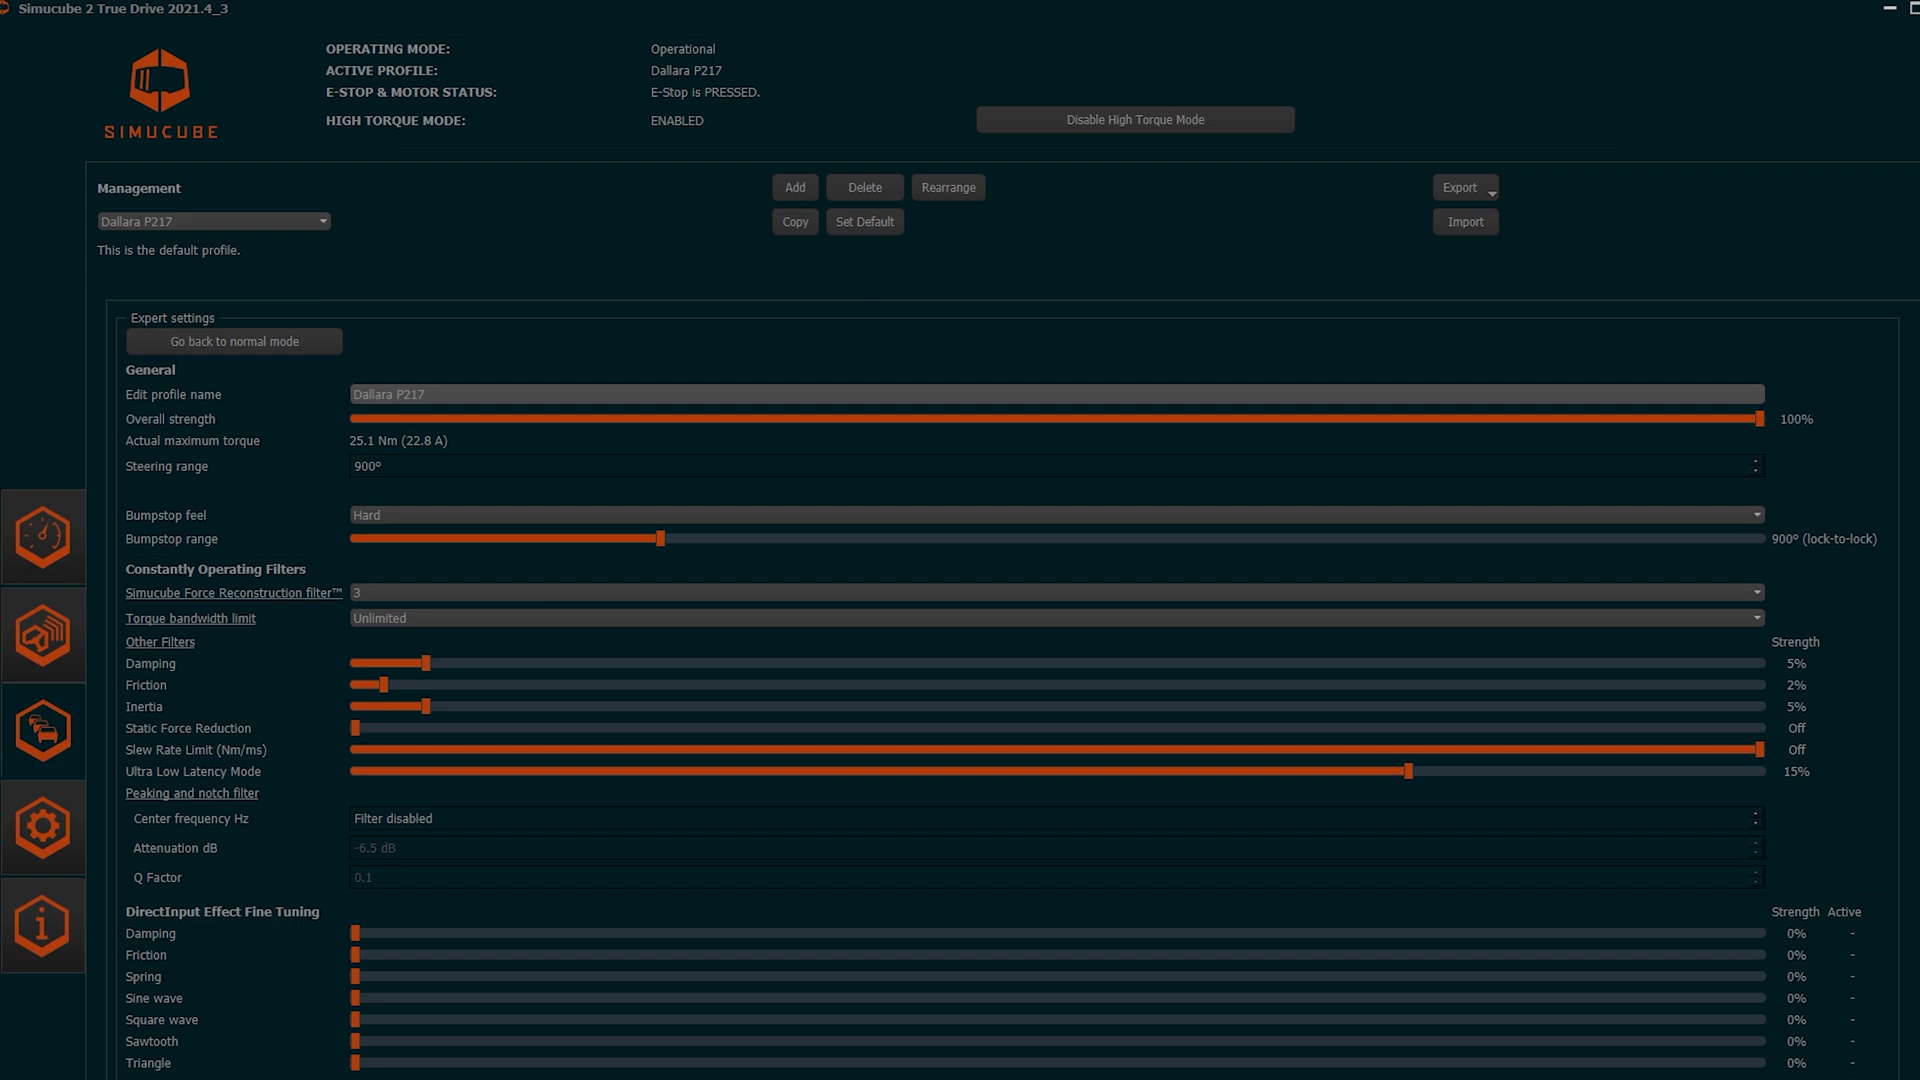 Simucube 2 True Drive 2021.4_3
SIMUCUBE
OPERATING MODE: Operational
ACTIVE PROFILE: Dallara P217
E-STOP & MOTOR STATUS: E-Stop is PRESSED.
HIGH TORQUE MODE: ENABLED Disable High Torque Mode
Management Add Delete Rearrange Export
Dallara P217 Copy Set Default Import
This is the default profile.
Expert settings
Go back to normal mode
General
Edit profile name Dallara P217
Overall strength 100%
Actual maximum torque 25.1 Nm (22.8 A)
Steering range 900º
Bumpstop feel Hard
Bumpstop range 900º (lock-to-lock)
Constantly Operating Filters
Simucube Force Reconstruction filter™ 3
Torque bandwidth limit Unlimited
Other Filters Strength
Damping 5%
Friction 2%
Inertia 5%
Static Force Reduction Off
Slew Rate Limit (Nm/ms) Off
Ultra Low Latency Mode 15%
Peaking and notch filter
Center frequency Hz Filter disabled
Attenuation dB -6.5 dB
Q Factor 0.1
DirectInput Effect Fine Tuning Strength Active
Damping 0% -
Friction 0% -
Spring 0% -
Sine wave 0% -
Square wave 0% -
Sawtooth 0% -
Triangle 0% -